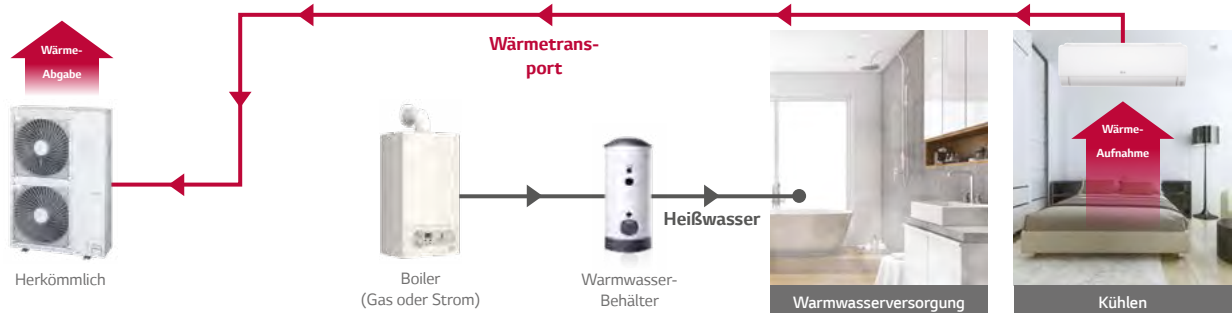 Wärme-
Abgabe
Wärmetrans-
port
Wärme-
Aufnahme
Heißwasser
Herkömmlich
Boiler
(Gas oder Strom)
Warmwasser-
Behälter
Warmwasserversorgung
Kühlen